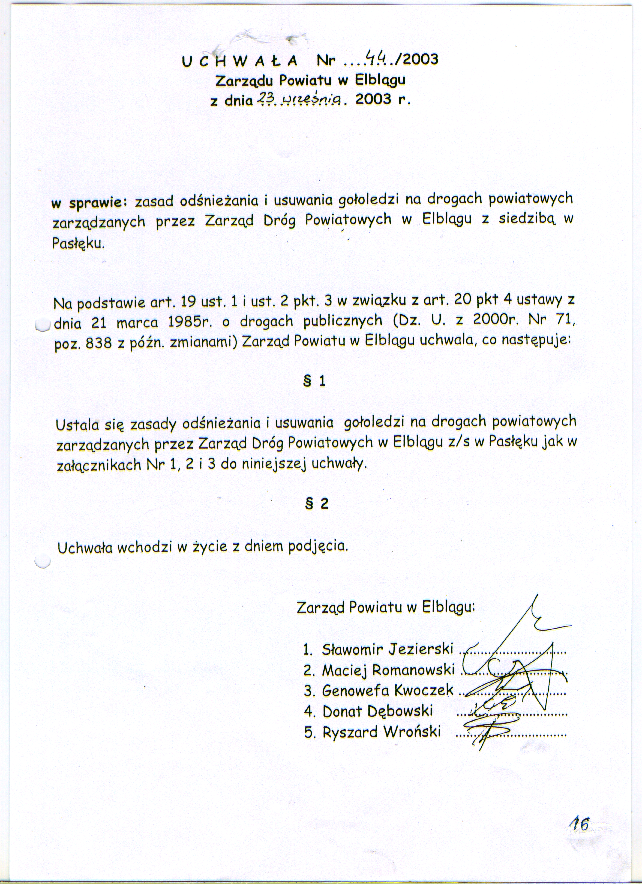 U C H W A Ł A Nr ....44../2003
Zarządu Powiatu w Elblągu
z dnia 23. września. 2003 r.
w sprawie: zasad odśnieżania i usuwania gołoledzi na drogach powiatowych
zarządzanych przez Zarząd Dróg Powiatowych w Elblągu z siedzibą w
Pasłęku.
Na podstawie art. 19 ust. 1 i ust. 2 pkt. 3 w związku z art. 20 pkt 4 ustawy z
dnia 21 marca 1985r. o drogach publicznych (Dz. U. z 2000r. Nr 71,
poz. 838 z późn. zmianami) Zarząd Powiatu w Elblągu uchwala, co następuje:
§ 1
Ustala się zasady odśnieżania i usuwania gołoledzi na drogach powiatowych
zarządzanych przez Zarząd Dróg Powiatowych w Elblągu z/s w Pasłęku jak w
załącznikach Nr 1, 2 i 3 do niniejszej uchwały.
§ 2
Uchwała wchodzi w życie z dniem podjęcia.
Zarząd Powiatu w Elblągu:
1. Sławomir Jezierski
2. Maciej Romanowski
3. Genowefa Kwoczek
4. Donat Dębowski
5. Ryszard Wroński
16